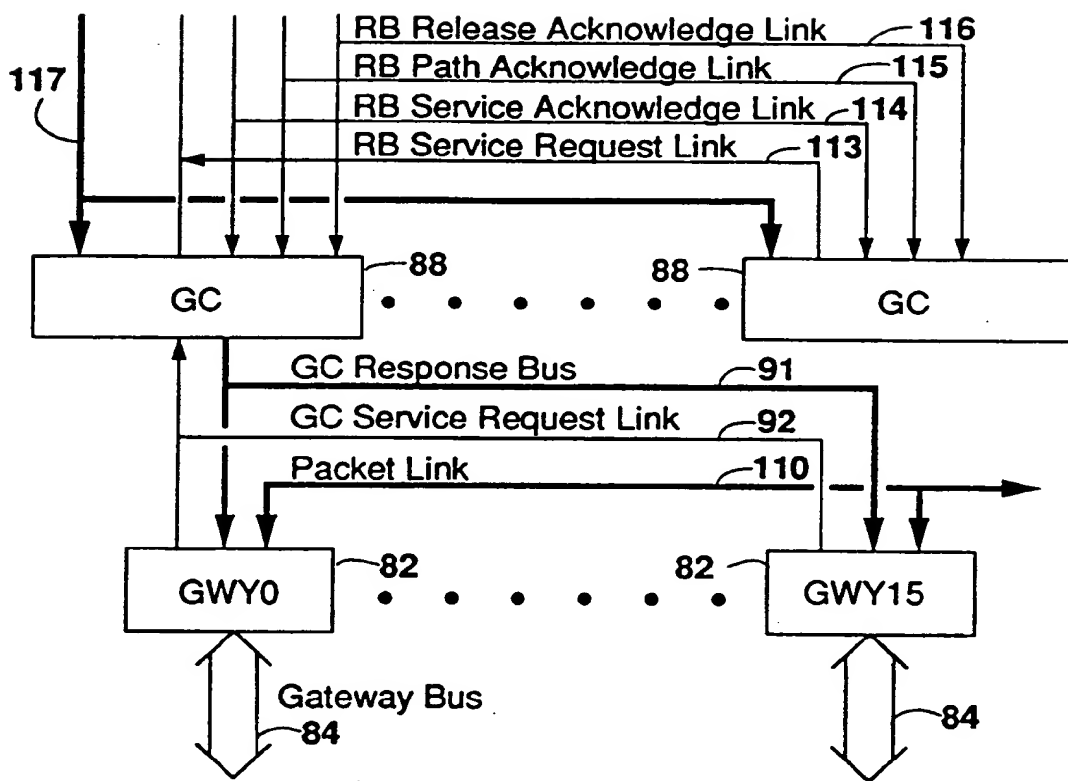 RB Release Acknowledge Link 116
117
RB Path Acknowledge Link 115
RB Service Acknowledge Link 114
RB Service Request Link 113
GC 88
88 GC
GC Response Bus 91
GC Service Request Link 92
Packet Link 110
GWY0 82
82 GWY15
Gateway Bus
84
84